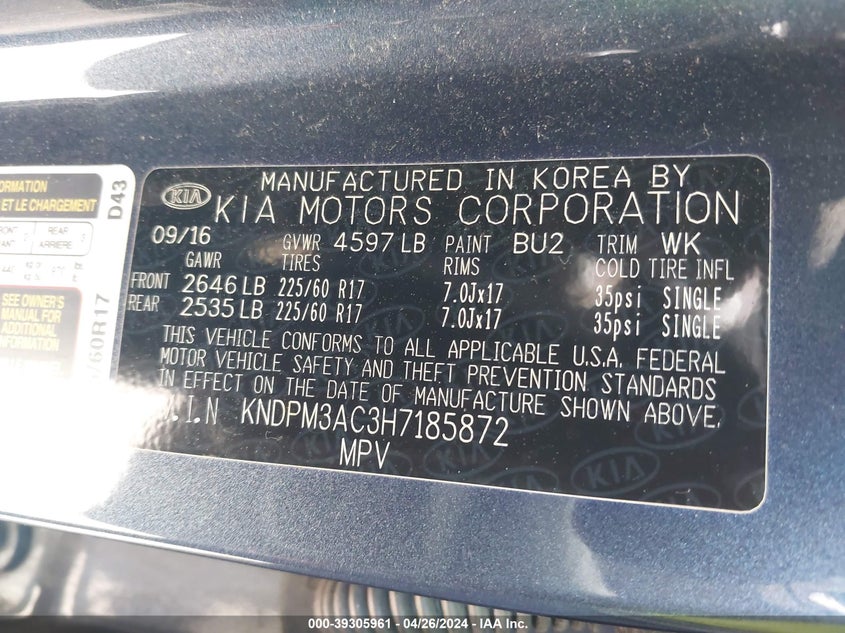 ORMATION
ET LE CHARGEMENT
D43
REAR
ARRIERE
SEE OWNER'S
MANUAL FOR
ADDITIONAL
INFORMATION
/60R17
KIA
MANUFACTURED IN KOREA BY
KIA MOTORS CORPORATION
09/16 GVWR 4597 LB PAINT BU2 TRIM WK
GAWR TIRES RIMS COLD TIRE INFL
FRONT 2646 LB 225/60 R17 7.0Jx17 35psi SINGLE
REAR 2535 LB 225/60 R17 7.0Jx17 35psi SINGLE
THIS VEHICLE CONFORMS TO ALL APPLICABLE U.S.A. FEDERAL
MOTOR VEHICLE SAFETY AND THEFT PREVENTION STANDARDS
IN EFFECT ON THE DATE OF MANUFACTURE SHOWN ABOVE.
V.I.N KNDPM3AC3H7185872
MPV
KIA
000-39305961 - 04/26/2024 - IAA Inc.